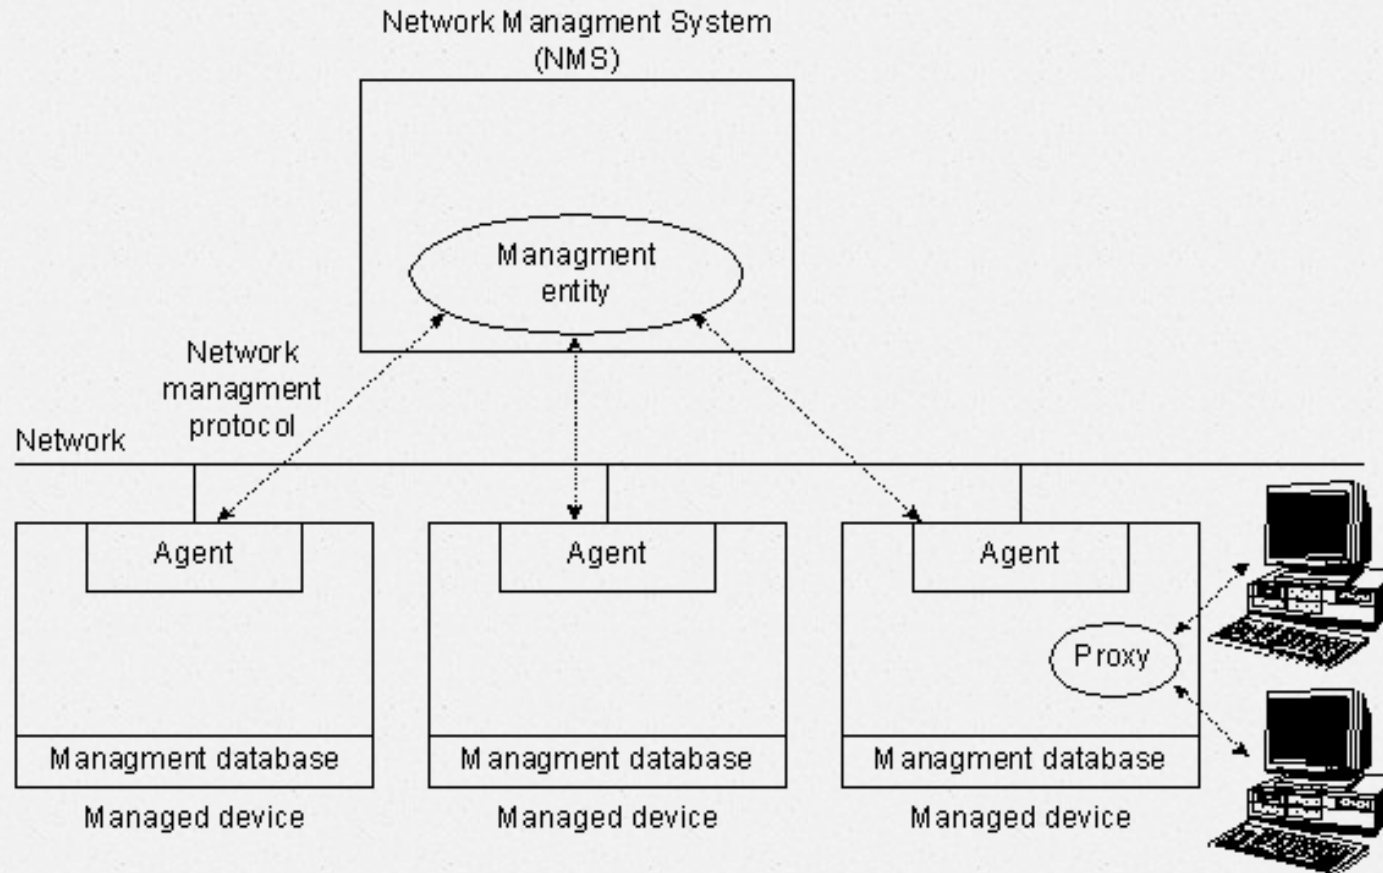 Network Managment System
(NMS)
Managment
entity
Network
managment
protocol
Network
Agent
Agent
Agent
Proxy
Managment database
Managment database
Managment database
Managed device
Managed device
Managed device